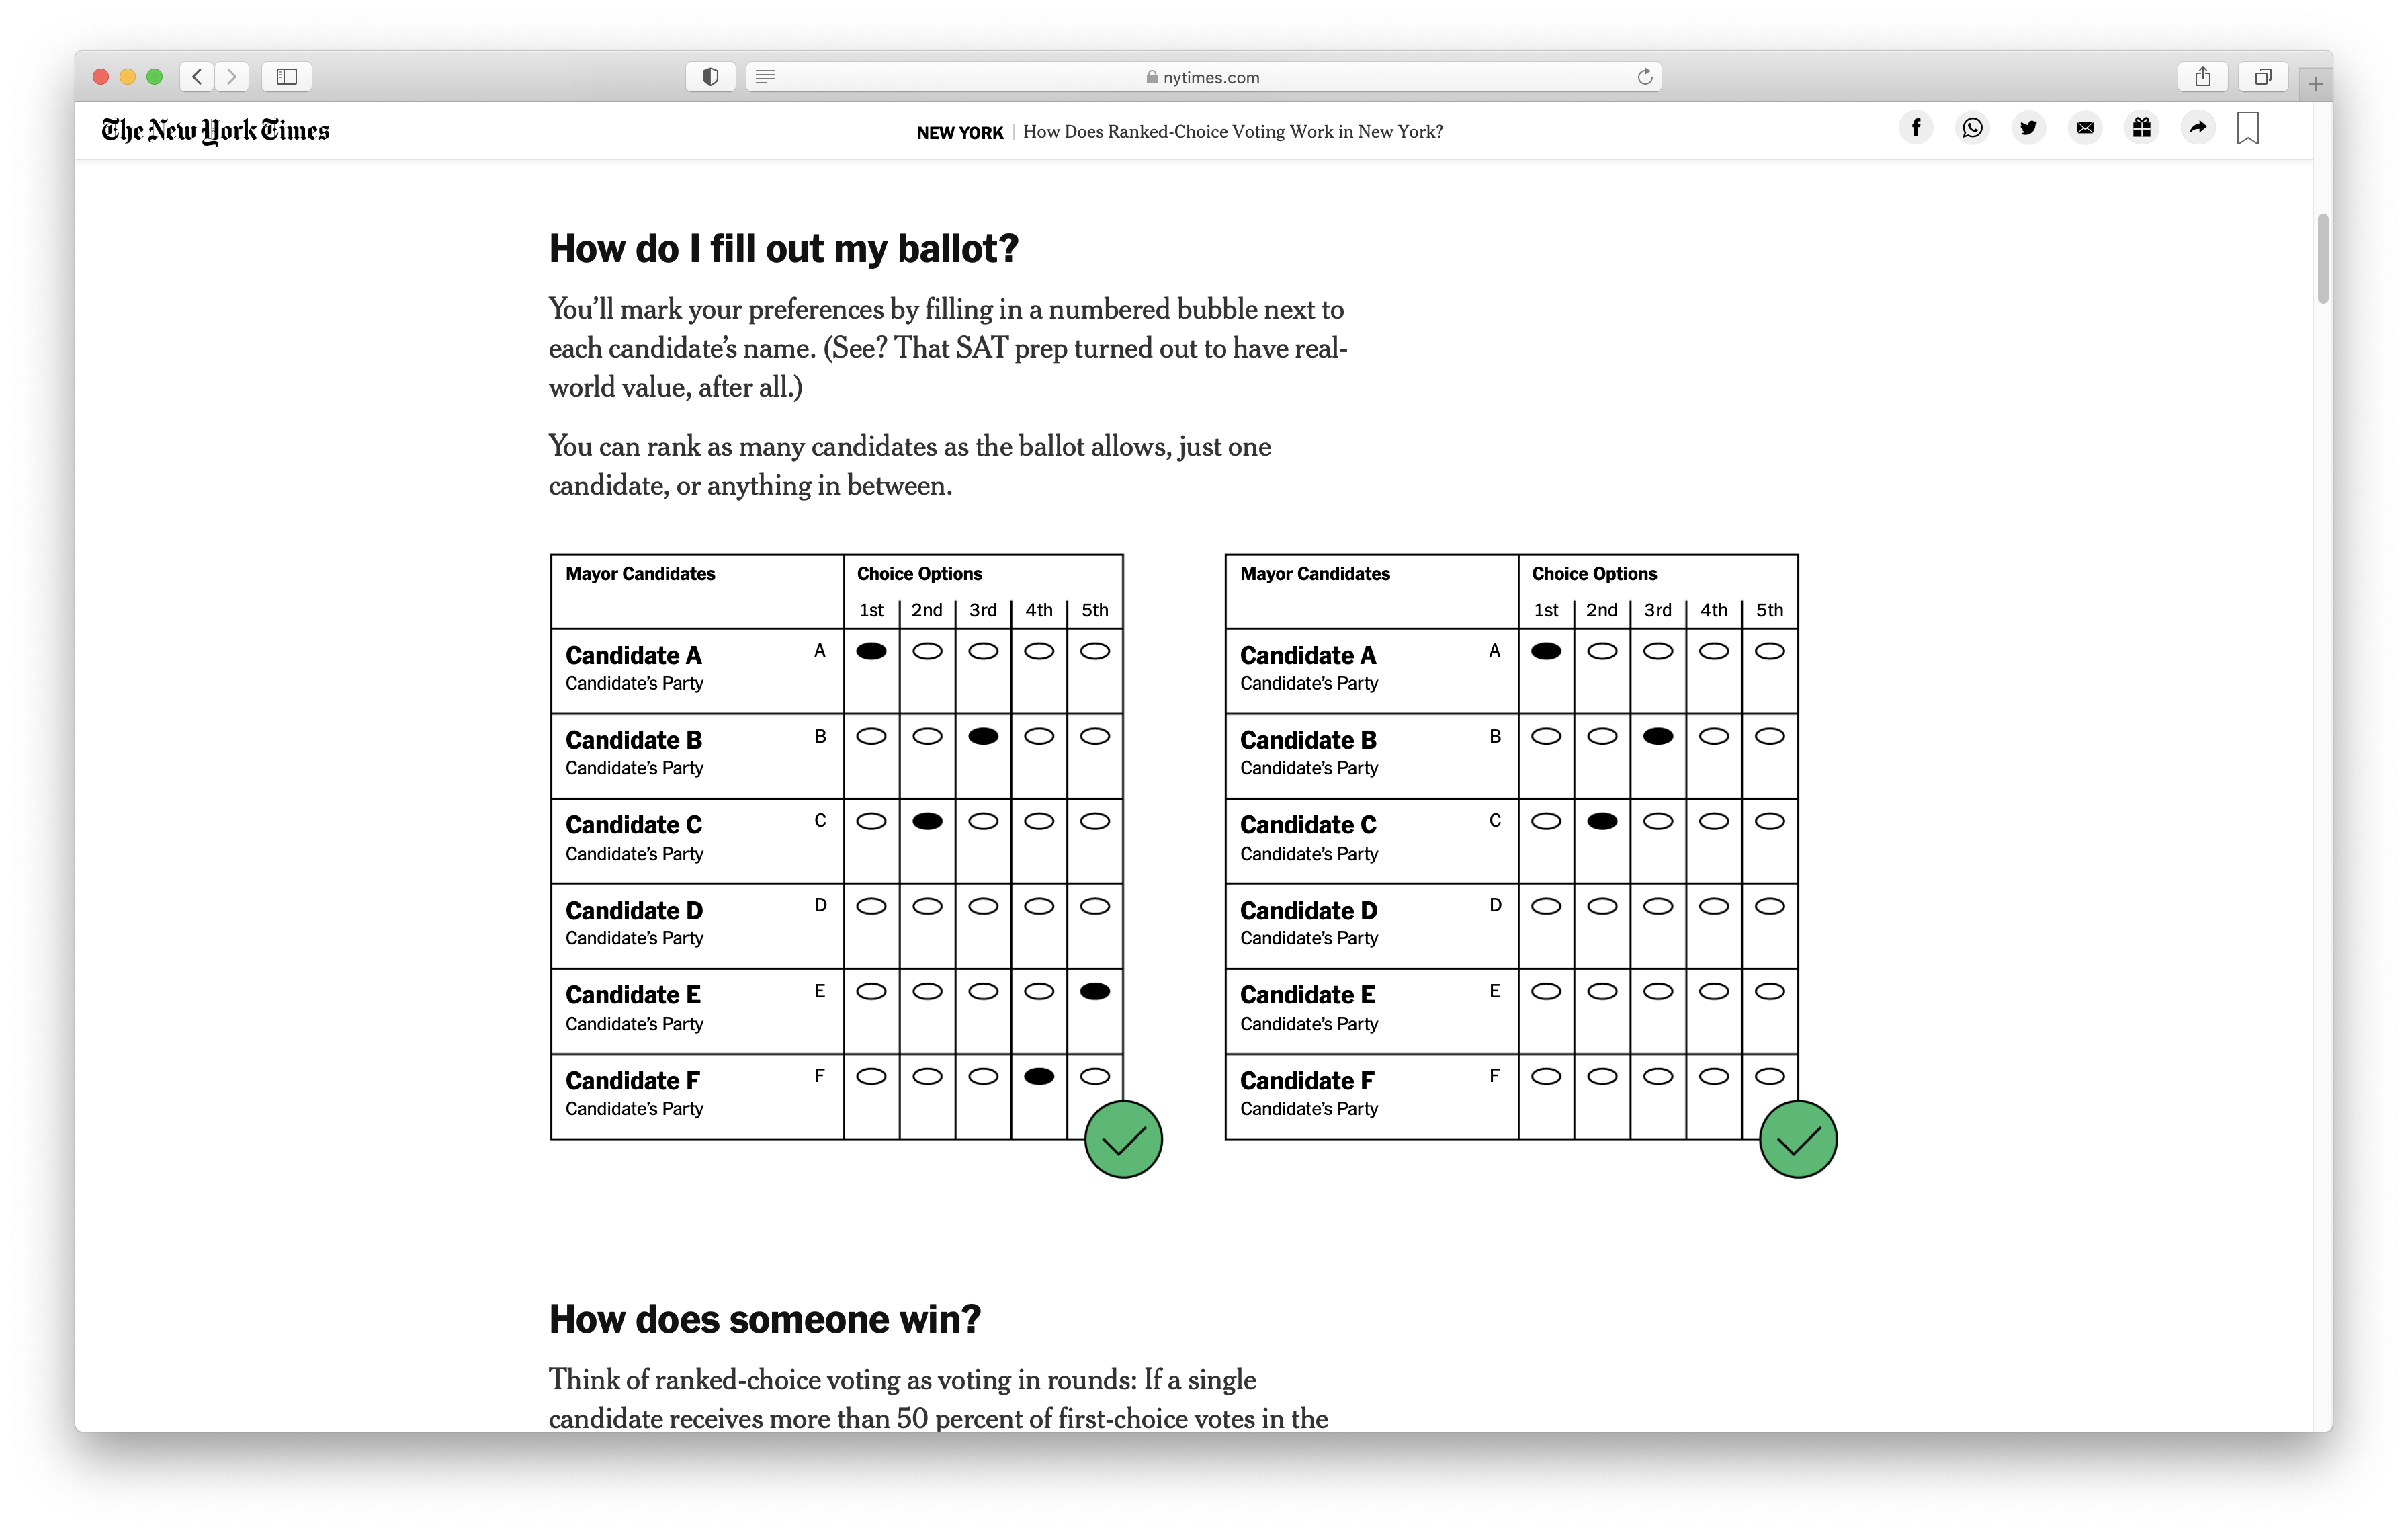 nytimes.com
The New York Times
NEW YORK | How Does Ranked-Choice Voting Work in New York?
How do I fill out my ballot?
You’ll mark your preferences by filling in a numbered bubble next to
each candidate’s name. (See? That SAT prep turned out to have real-
world value, after all.)
You can rank as many candidates as the ballot allows, just one
candidate, or anything in between.
Mayor Candidates Choice Options
1st 2nd 3rd 4th 5th
Candidate A A
Candidate’s Party
Candidate B B
Candidate’s Party
Candidate C C
Candidate’s Party
Candidate D D
Candidate’s Party
Candidate E E
Candidate’s Party
Candidate F F
Candidate’s Party
Mayor Candidates Choice Options
1st 2nd 3rd 4th 5th
Candidate A A
Candidate’s Party
Candidate B B
Candidate’s Party
Candidate C C
Candidate’s Party
Candidate D D
Candidate’s Party
Candidate E E
Candidate’s Party
Candidate F F
Candidate’s Party
How does someone win?
Think of ranked-choice voting as voting in rounds: If a single
candidate receives more than 50 percent of first-choice votes in the